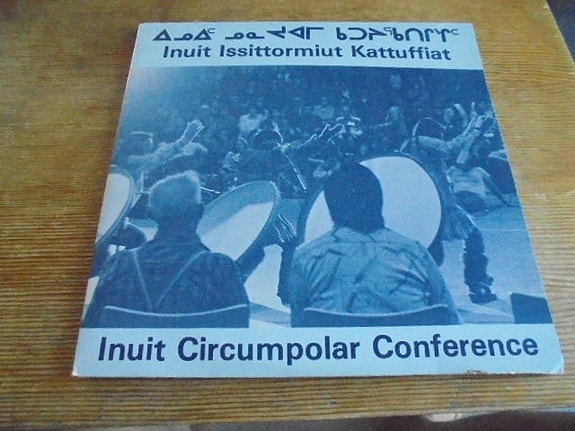 ᐃᓄᐃᑦ
Inuit Issittormiut Kattuffiat
Inuit Circumpolar Conference